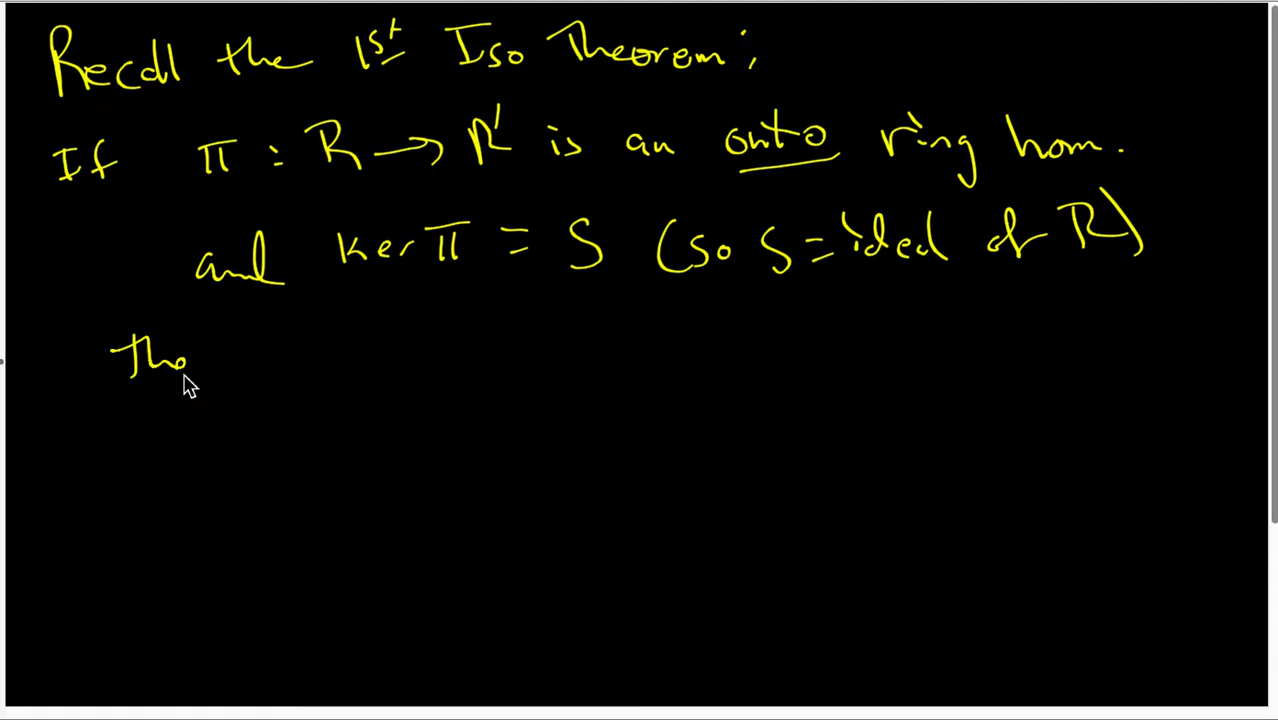 Recall the 1st Iso Theorem:
If π : R → R' is an onto ring hom.
and ker π = S (so S = ideal of R)
the